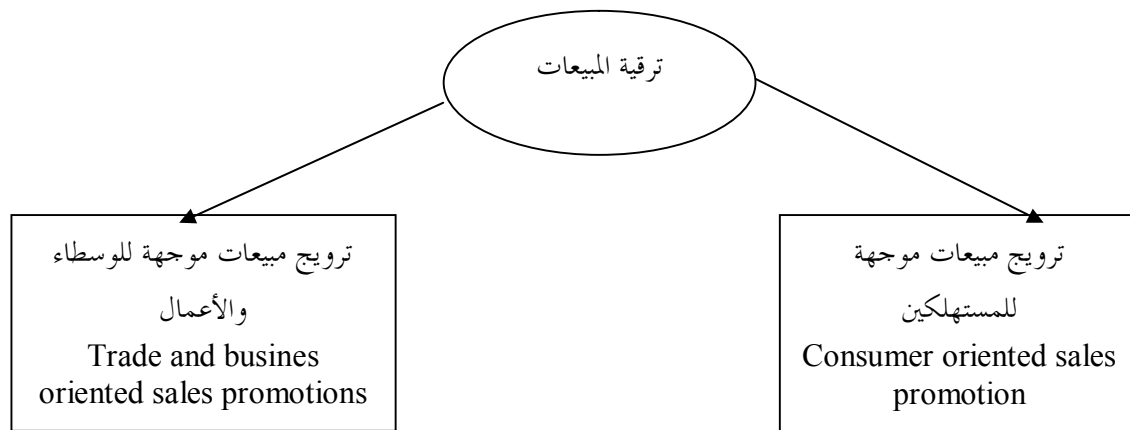 ترقية المبيعات
ترويج مبيعات موجهة
للمستهلكين
Consumer oriented sales
promotion
ترويج مبيعات موجهة للوسطاء
والأعمال
Trade and busines
oriented sales promotions